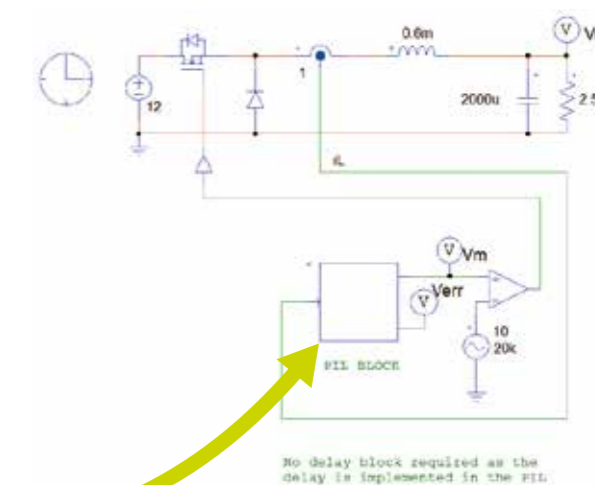 0.6m
V
V
12
1
2000u
2.5
iL
Vm
Verr
10
20k
PIL BLOCK
No delay block required as the
delay is implemented in the PIL